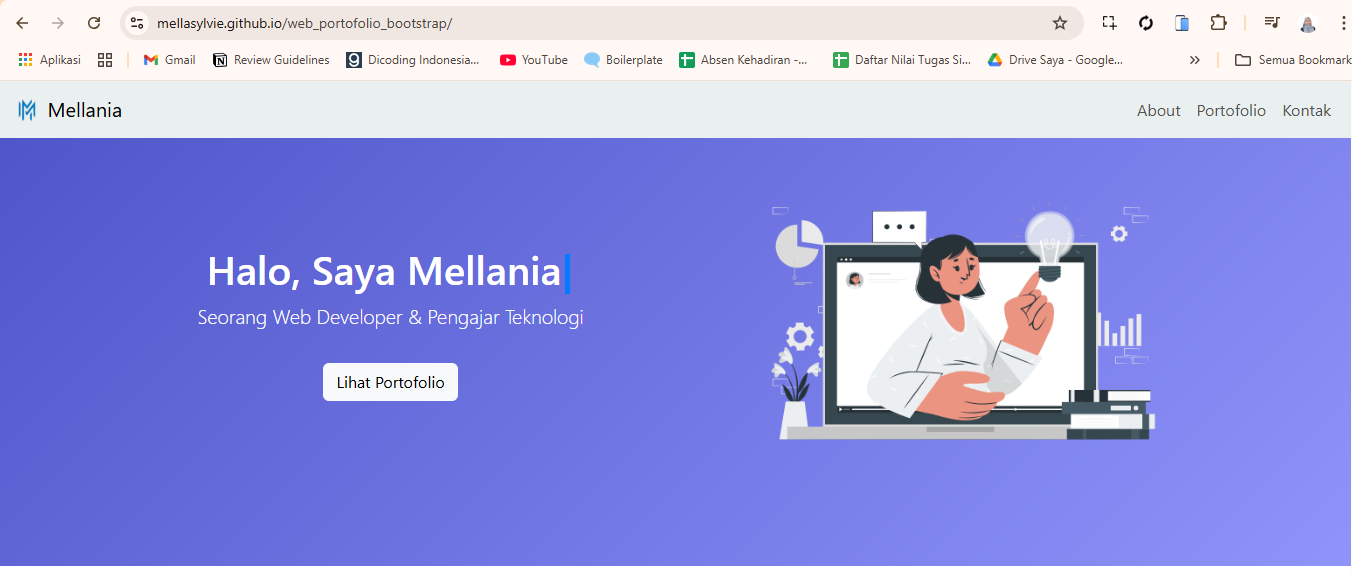 mellasylvie.github.io/web_portofolio_bootstrap/
Aplikasi Gmail Review Guidelines Dicoding Indonesia... YouTube Boilerplate Absen Kehadiran -... Daftar Nilai Tugas Si... Drive Saya - Google... » Semua Bookmark
Mellania About Portofolio Kontak
Halo, Saya Mellania
Seorang Web Developer & Pengajar Teknologi
Lihat Portofolio